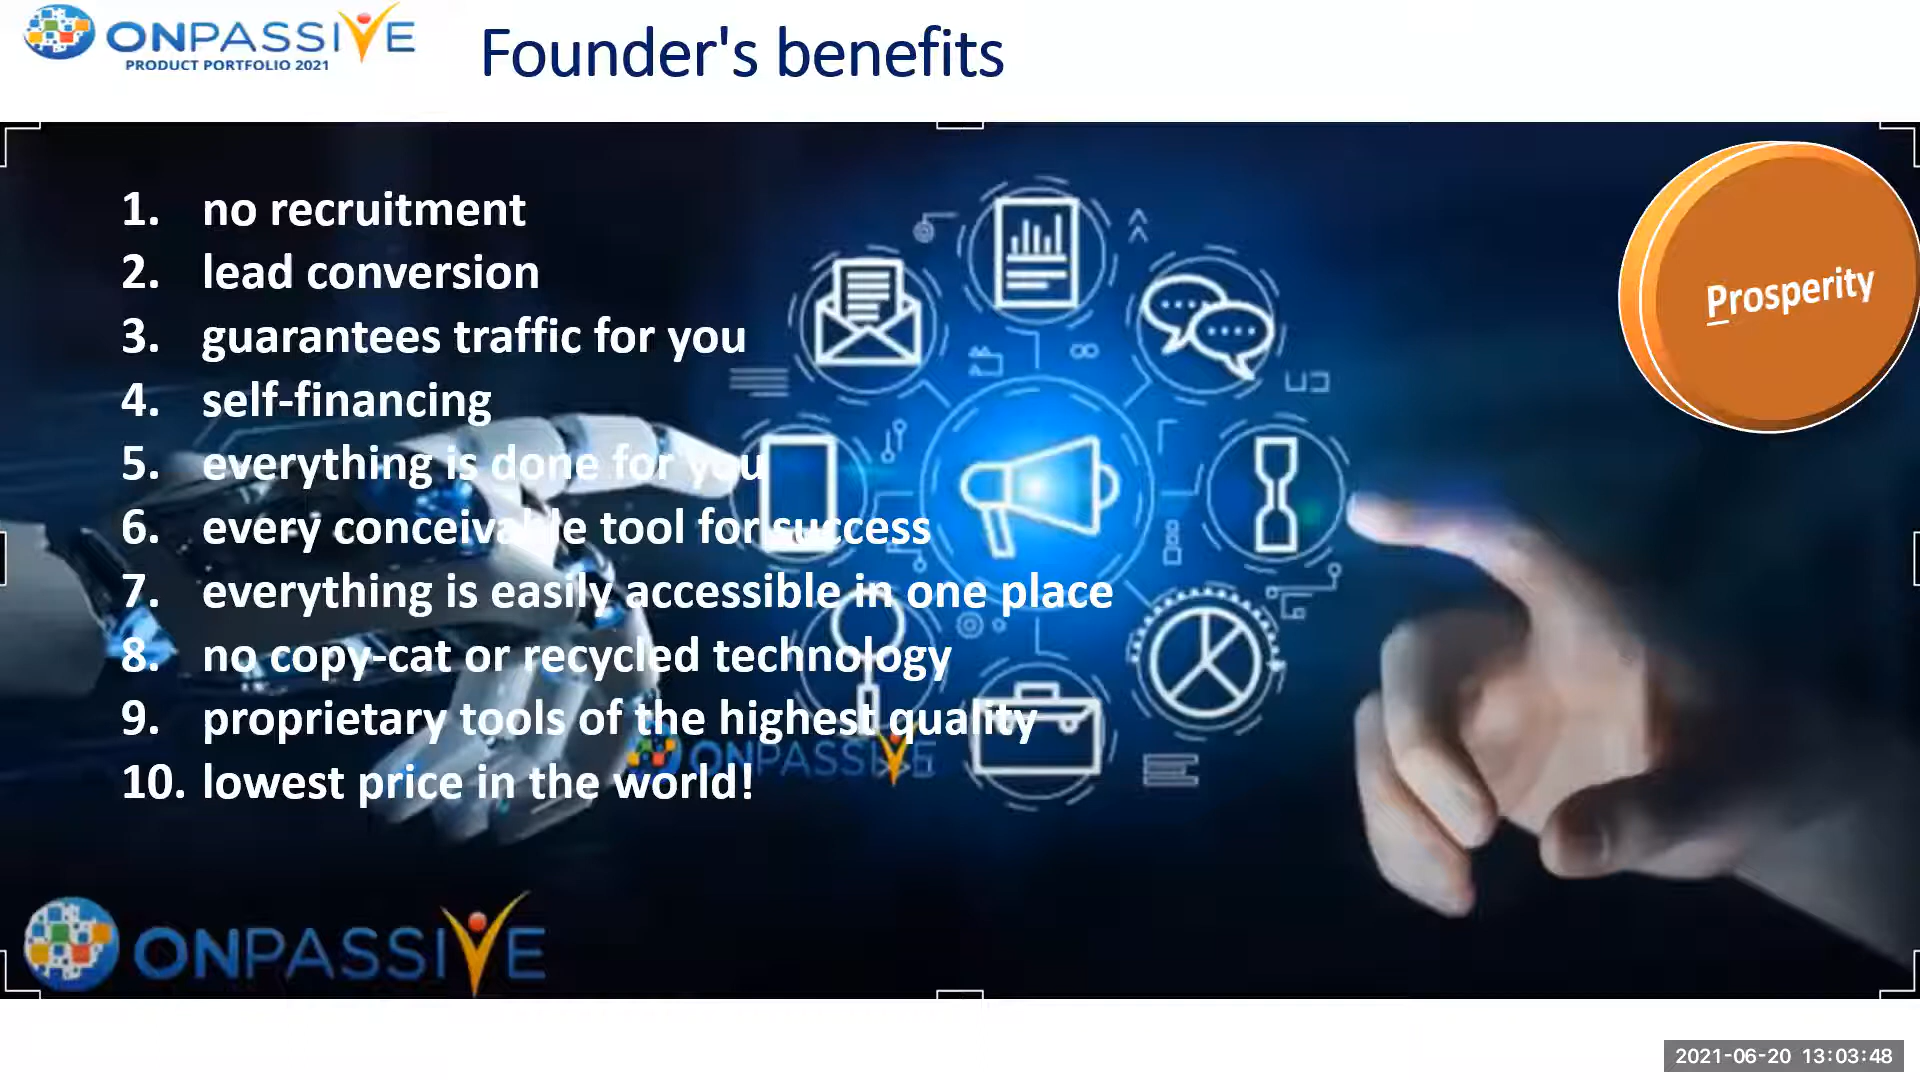 ONPASSIVE
PRODUCT PORTFOLIO 2021
Founder's benefits
1. no recruitment
2. lead conversion
3. guarantees traffic for you
4. self-financing
5. everything is done for you
6. every conceivable tool for success
7. everything is easily accessible in one place
8. no copy-cat or recycled technology
9. proprietary tools of the highest quality
10. lowest price in the world!
Prosperity
ONPASSIVE
ONPASSIVE
2021-06-20 13:03:48